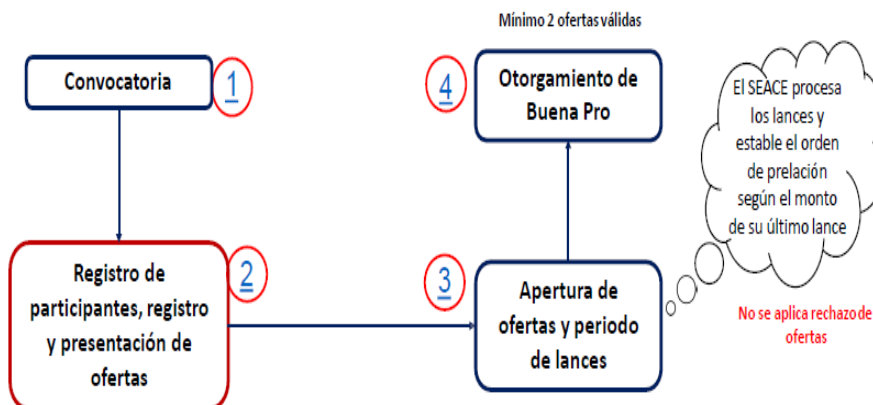 Convocatoria
1
Registro de
participantes, registro
y presentación de
ofertas
2
Apertura de
ofertas y periodo
de lances
3
Mínimo 2 ofertas válidas
Otorgamiento de
Buena Pro
4
El SEACE procesa
los lances y
estable el orden
de prelación
según el monto
de su último lance
No se aplica rechazo de
ofertas